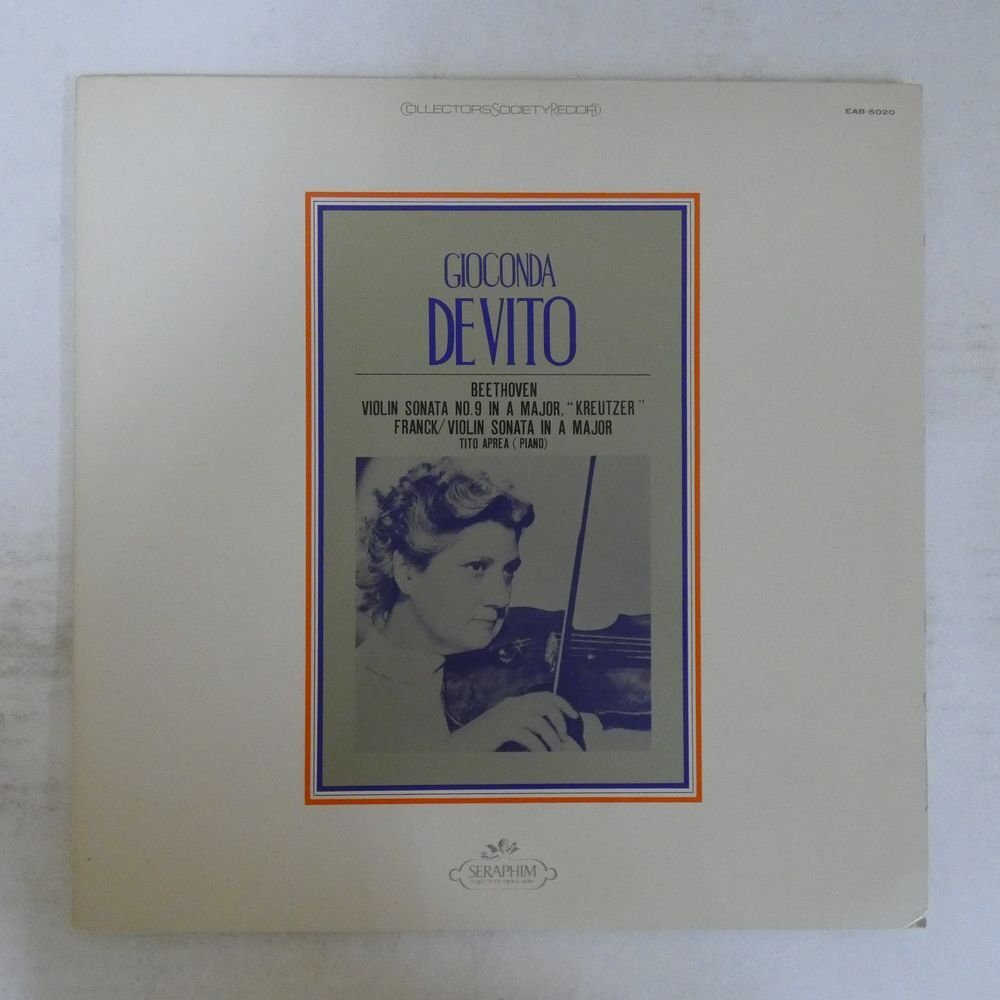 COLLECTORS SOCIETY RECORD
EAB-5020
GIOCONDA
DE VITO
BEETHOVEN
VIOLIN SONATA NO.9 IN A MAJOR, "KREUTZER"
FRANCK/VIOLIN SONATA IN A MAJOR
TITO APREA (PIANO)
SERAPHIM